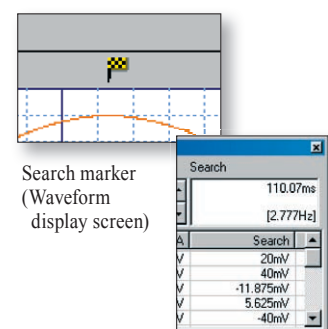 Search marker
(Waveform
display screen)
Search
110.07ms
[2.777Hz]
A Search
V 20mV
V 40mV
V -11.875mV
V 5.625mV
V -40mV